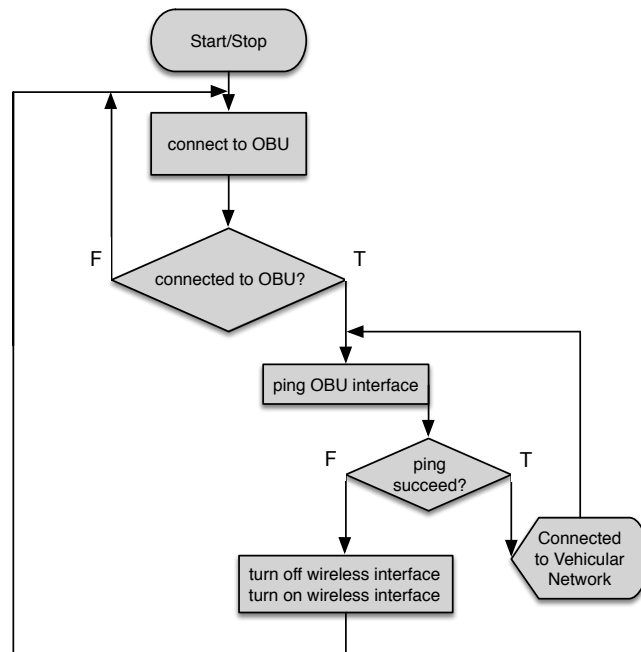 Start/Stop
connect to OBU
F
T
connected to OBU?
ping OBU interface
F
T
ping
succeed?
Connected
to Vehicular
Network
turn off wireless interface
turn on wireless interface